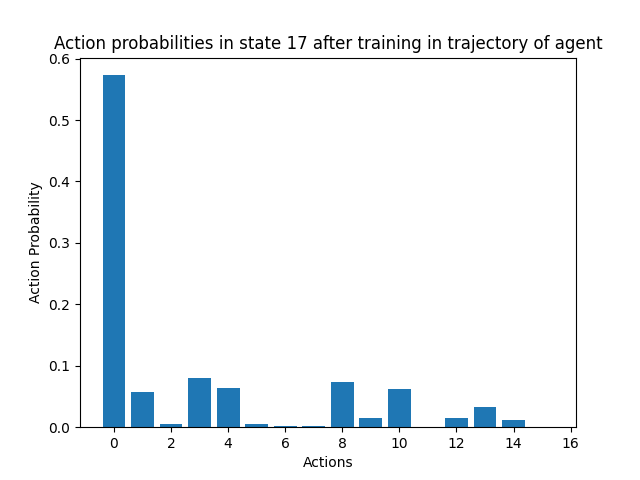 Action probabilities in state 17 after training in trajectory of agent
0.6
0.5
0.4
0.3
0.2
0.1
0.0
Action Probability
0 2 4 6 8 10 12 14 16
Actions